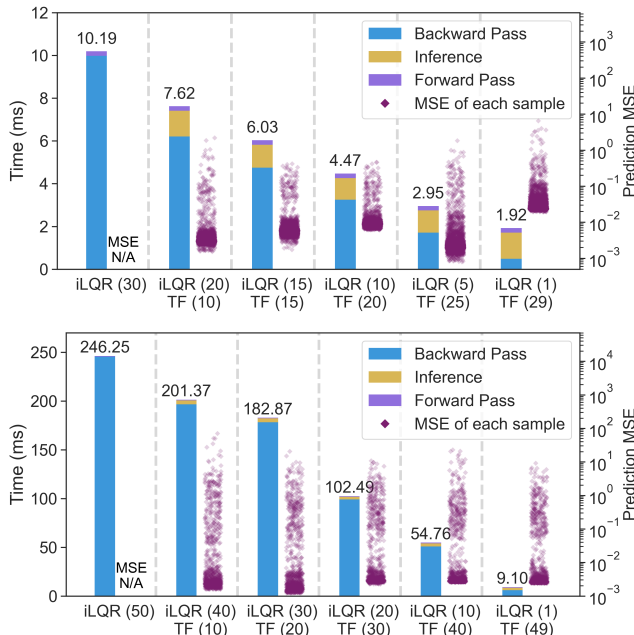 12
10
8
6
4
2
0
Time (ms)
10.19
7.62
6.03
4.47
2.95
1.92
MSE
N/A
Backward Pass
Inference
Forward Pass
MSE of each sample
10³
10²
10¹
10⁰
10⁻¹
10⁻²
10⁻³
Prediction MSE
iLQR (30)
iLQR (20)
TF (10)
iLQR (15)
TF (15)
iLQR (10)
TF (20)
iLQR (5)
TF (25)
iLQR (1)
TF (29)
250
200
150
100
50
0
Time (ms)
246.25
201.37
182.87
102.49
54.76
9.10
MSE
N/A
Backward Pass
Inference
Forward Pass
MSE of each sample
10⁴
10³
10²
10¹
10⁰
10⁻¹
10⁻²
10⁻³
Prediction MSE
iLQR (50)
iLQR (40)
TF (10)
iLQR (30)
TF (20)
iLQR (20)
TF (30)
iLQR (10)
TF (40)
iLQR (1)
TF (49)